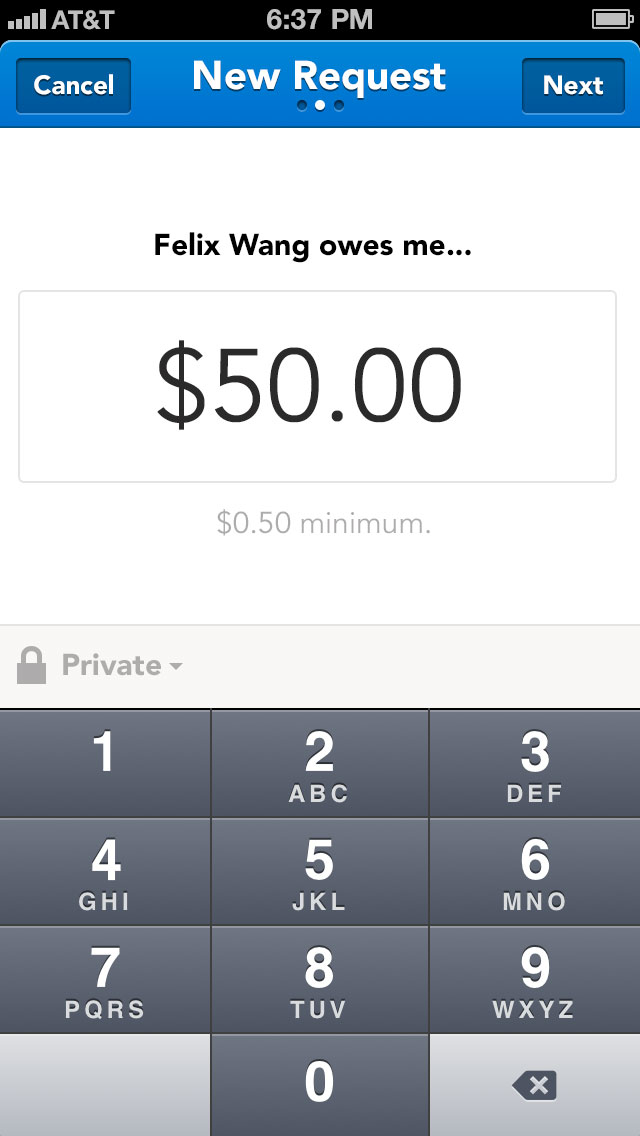 AT&T 6:37 PM
Cancel New Request Next
Felix Wang owes me...
$50.00
$0.50 minimum.
Private
1 2 3
ABC DEF
4 5 6
GHI JKL MNO
7 8 9
PQRS TUV WXYZ
0